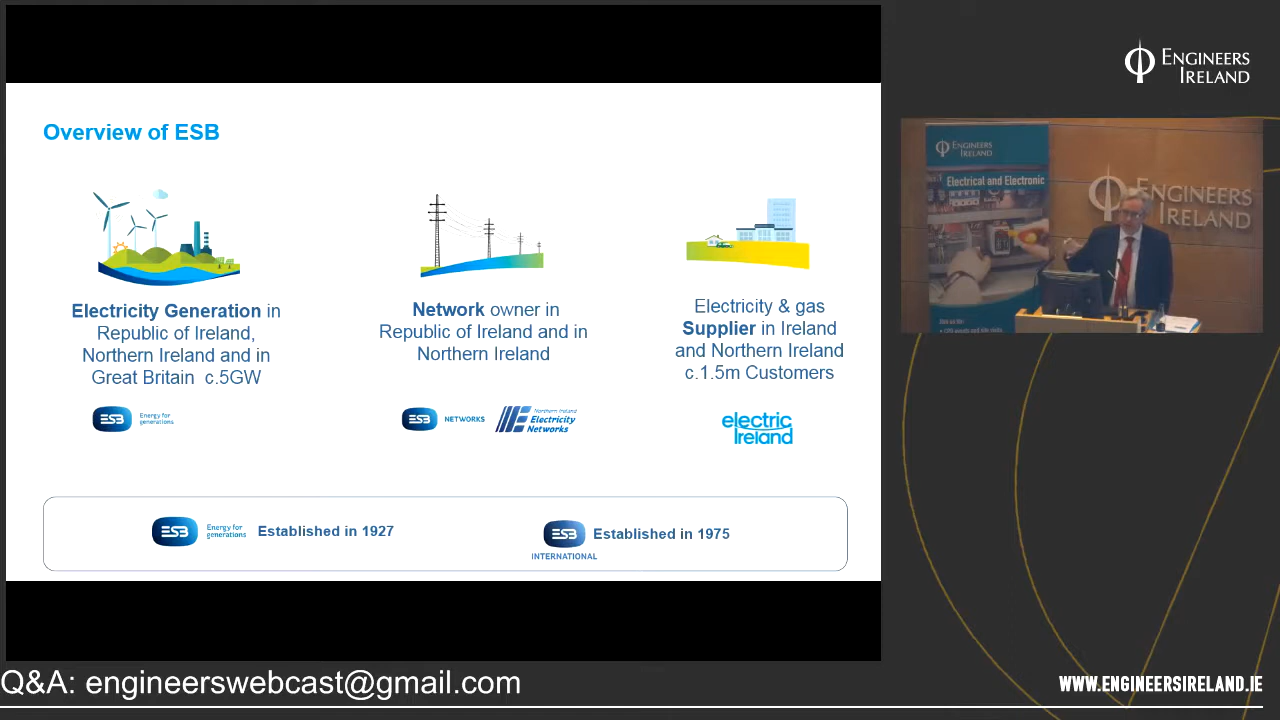 Overview of ESB
Electricity Generation in
Republic of Ireland,
Northern Ireland and in
Great Britain c.5GW
ESB Energy for
generations
Network owner in
Republic of Ireland and in
Northern Ireland
ESB NETWORKS
Northern Ireland
Electricity
Networks
Electricity & gas
Supplier in Ireland
and Northern Ireland
c.1.5m Customers
electric
Ireland
ESB Energy for
generations
Established in 1927
ESB
INTERNATIONAL
Established in 1975
ENGINEERS
IRELAND
ENGINEERS
IRELAND
Electrical and Electronic
ENGINEERS
IRELAND
Q&A: engineerswebcast@gmail.com
WWW.ENGINEERSIRELAND.IE